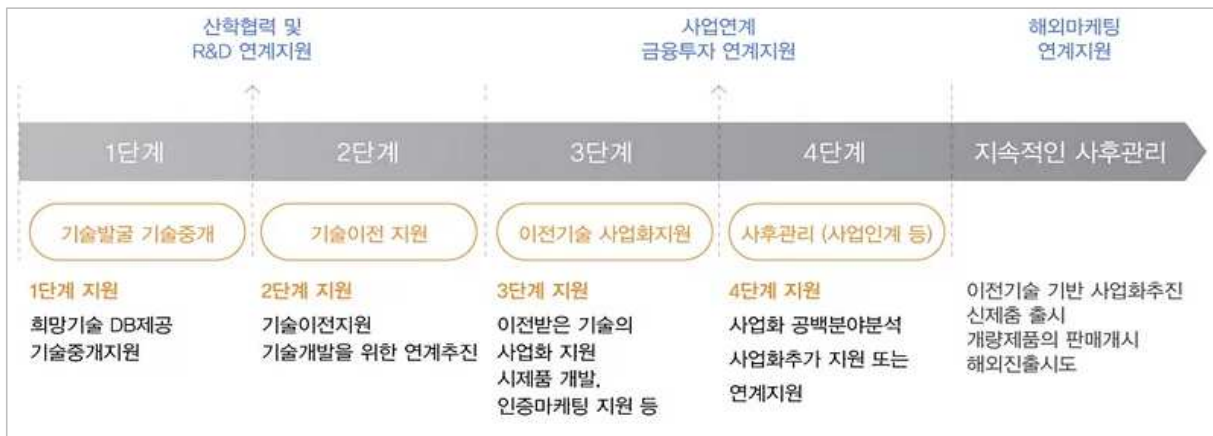 산학협력 및
R&D 연계지원
사업연계
금융투자 연계지원
해외마케팅
연계지원
1단계
2단계
3단계
4단계
지속적인 사후관리
기술발굴 기술중개
기술이전 지원
이전기술 사업화지원
사후관리 (사업인계 등)
1단계 지원
희망기술 DB제공
기술중개지원
2단계 지원
기술이전지원
기술개발을 위한 연계추진
3단계 지원
이전받은 기술의
사업화 지원
시제품 개발,
인증마케팅 지원 등
4단계 지원
사업화 공백분야분석
사업화추가 지원 또는
연계지원
이전기술 기반 사업화추진
신제춤 출시
개량제품의 판매개시
해외진출시도